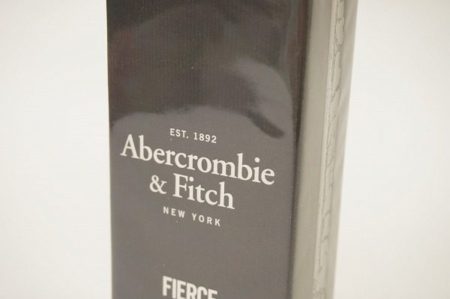 EST. 1892
Abercrombie
& Fitch
NEW YORK
FIERCE